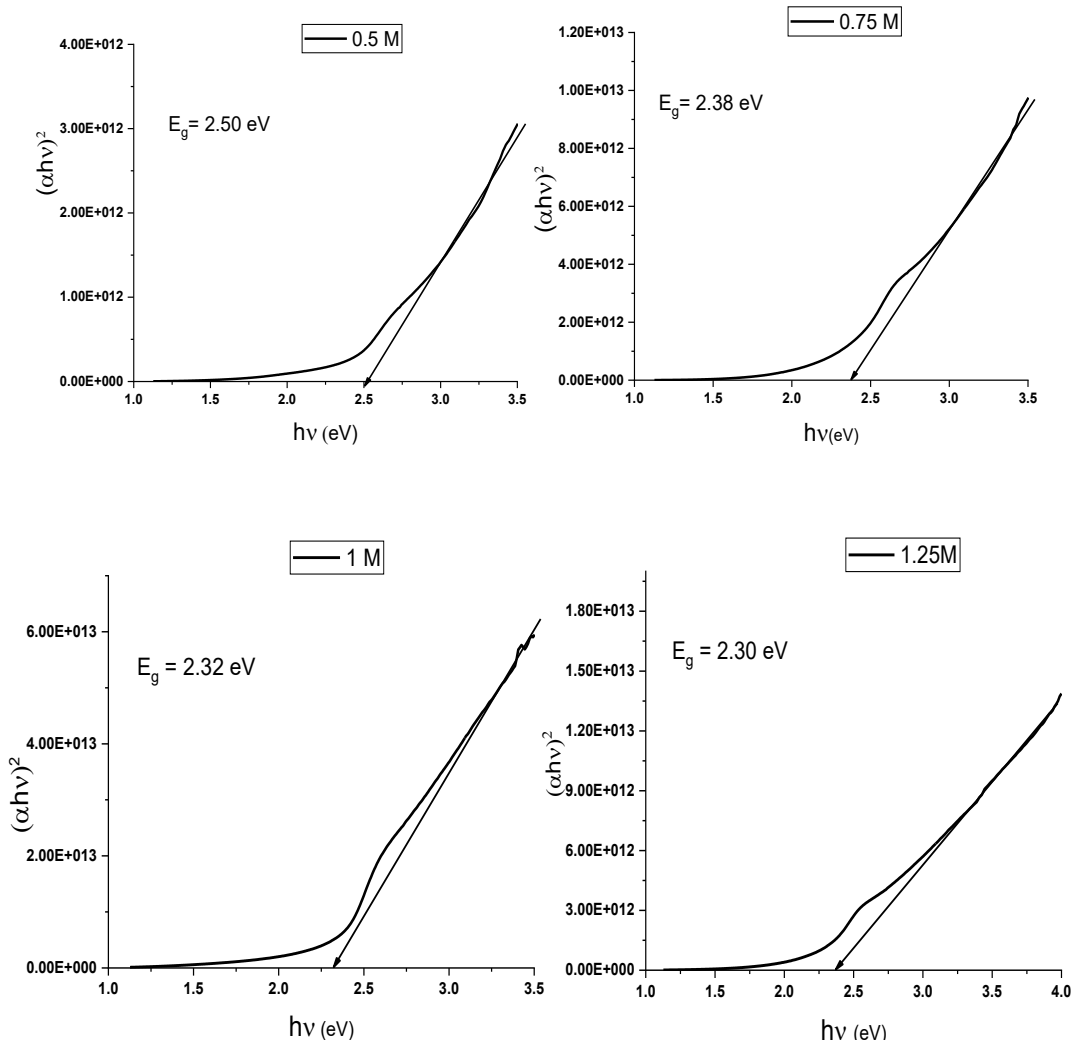 0.5 M
4.00E+012
3.00E+012
2.00E+012
1.00E+012
0.00E+000
(αhν)²
E_g= 2.50 eV
1.0 1.5 2.0 2.5 3.0 3.5
hν (eV)
0.75 M
1.20E+013
1.00E+013
8.00E+012
6.00E+012
4.00E+012
2.00E+012
0.00E+000
(αhν)²
E_g= 2.38 eV
1.0 1.5 2.0 2.5 3.0 3.5
hν(eV)
1 M
6.00E+013
4.00E+013
2.00E+013
0.00E+000
(αhν)²
E_g = 2.32 eV
1.0 1.5 2.0 2.5 3.0 3.5
hν (eV)
1.25M
1.80E+013
1.50E+013
1.20E+013
9.00E+012
6.00E+012
3.00E+012
0.00E+000
(αhν)²
E_g = 2.30 eV
1.0 1.5 2.0 2.5 3.0 3.5 4.0
hν (eV)